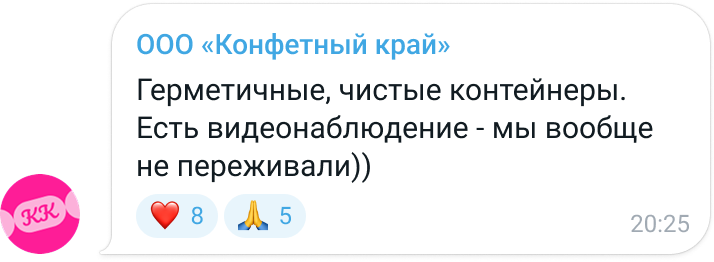 ООО «Конфетный край»
Герметичные, чистые контейнеры.
Есть видеонаблюдение - мы вообще
не переживали))
КК
❤️ 8 🙏 5
20:25